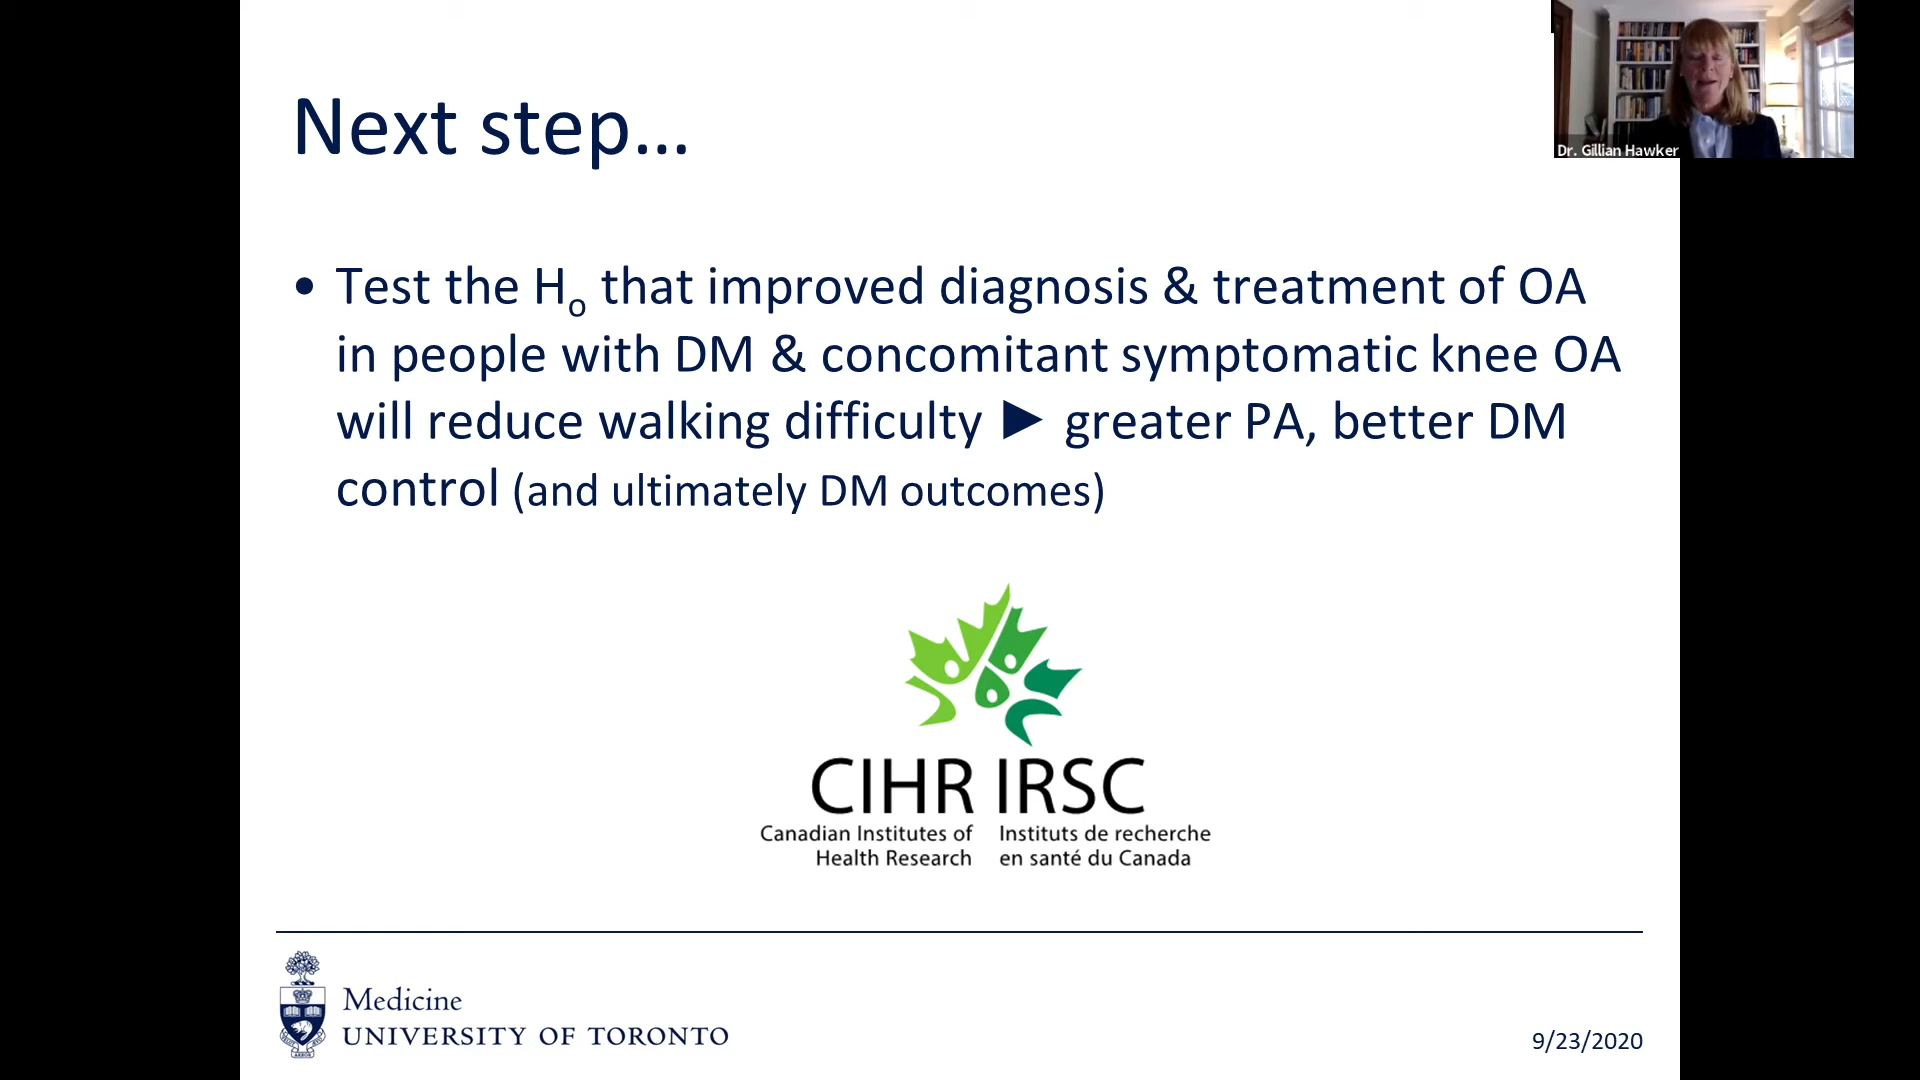 Next step...
Dr. Gillian Hawker
• Test the Ho that improved diagnosis & treatment of OA
in people with DM & concomitant symptomatic knee OA
will reduce walking difficulty ► greater PA, better DM
control (and ultimately DM outcomes)
CIHR IRSC
Canadian Institutes of
Health Research
Instituts de recherche
en santé du Canada
Medicine
UNIVERSITY OF TORONTO
9/23/2020